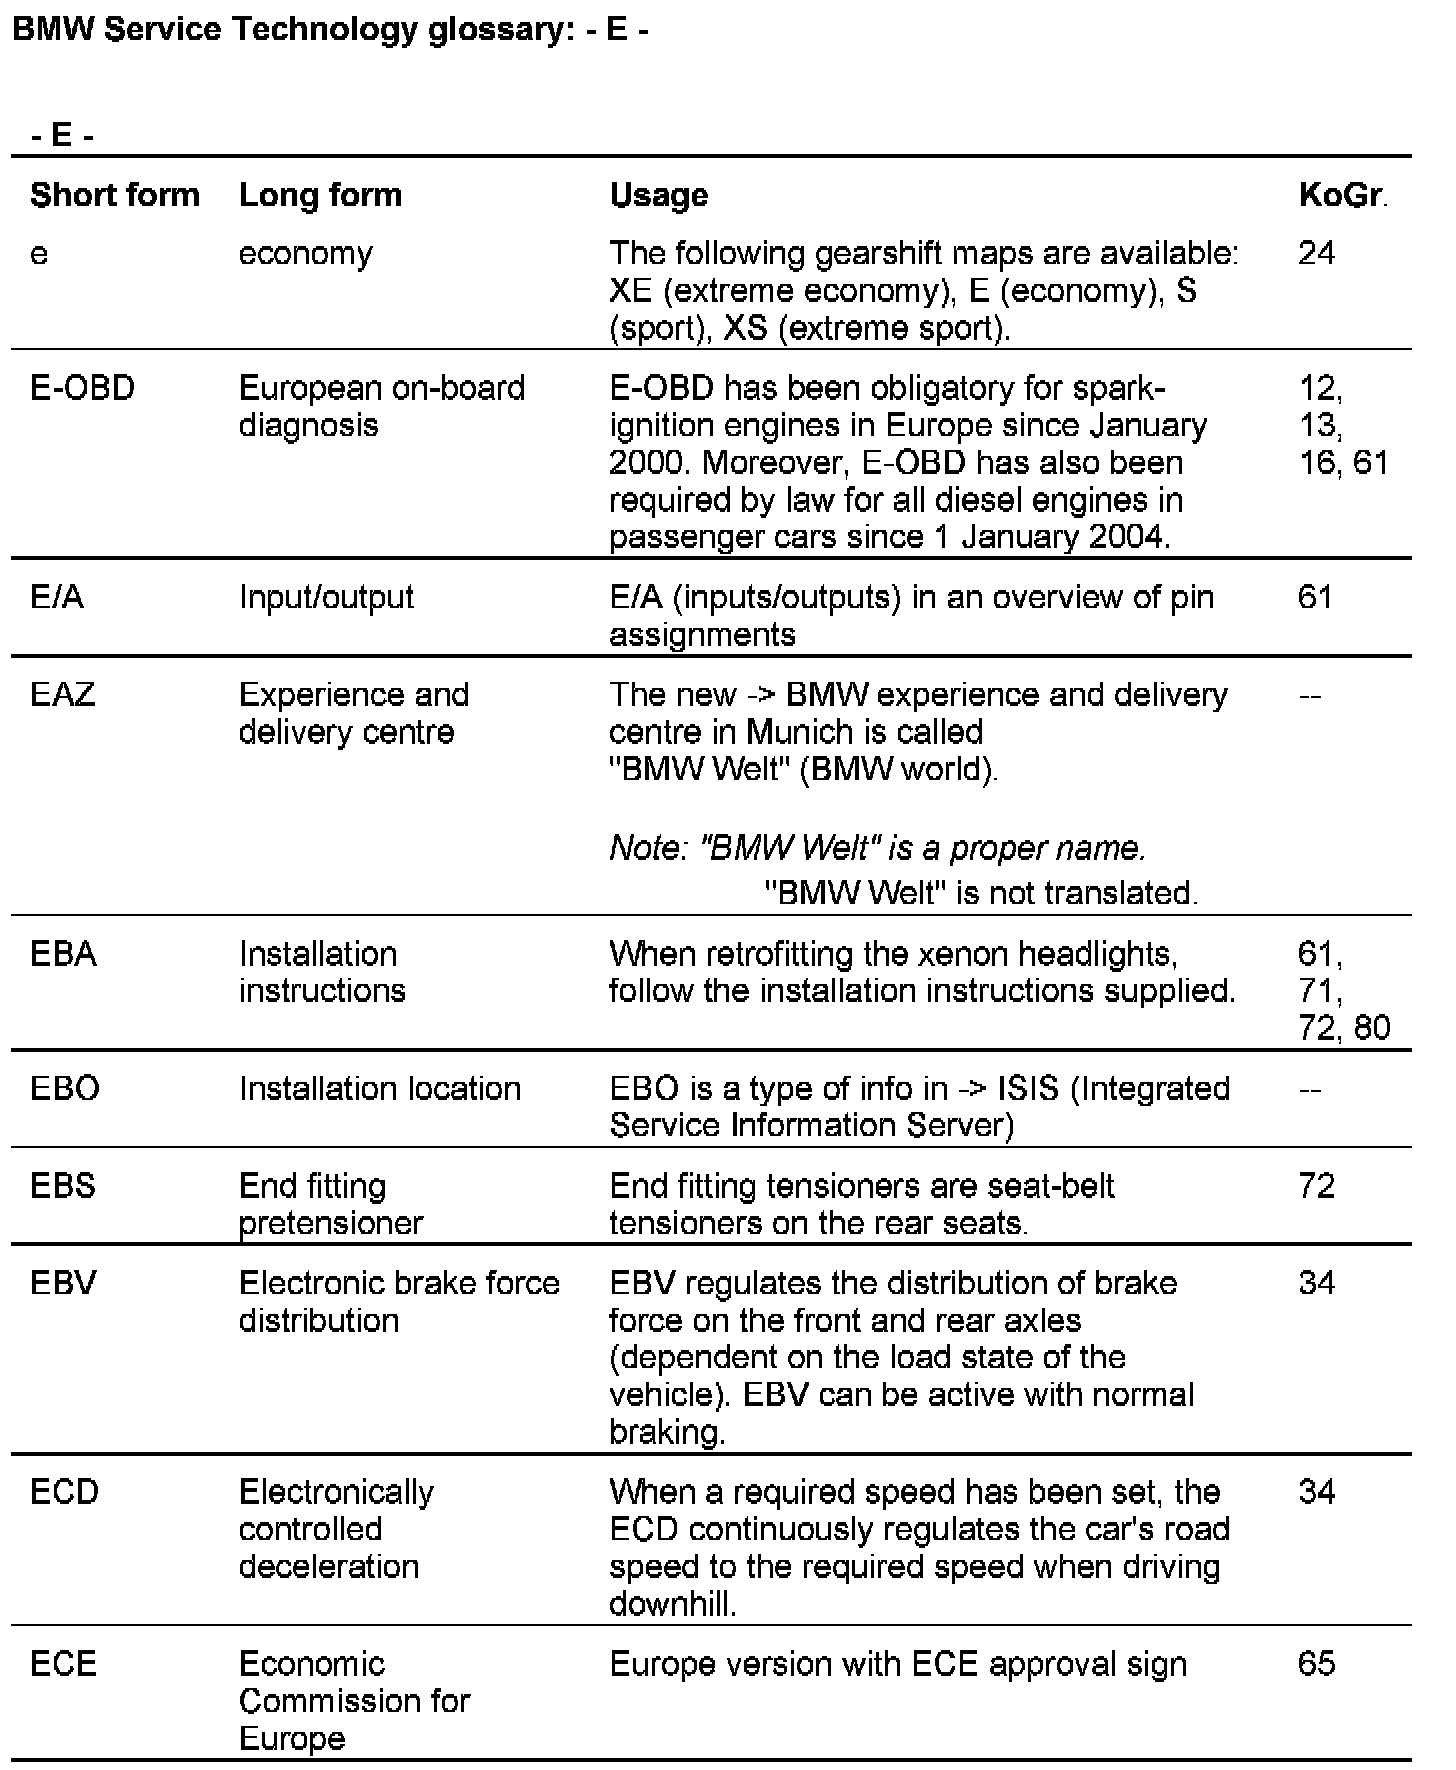 BMW Service Technology glossary: - E -
- E -
Short form Long form Usage KoGr.
e economy The following gearshift maps are available: 24
XE (extreme economy), E (economy), S
(sport), XS (extreme sport).
E-OBD European on-board E-OBD has been obligatory for spark- 12,
diagnosis ignition engines in Europe since January 13,
2000. Moreover, E-OBD has also been 16, 61
required by law for all diesel engines in
passenger cars since 1 January 2004.
E/A Input/output E/A (inputs/outputs) in an overview of pin 61
assignments
EAZ Experience and The new -> BMW experience and delivery --
delivery centre centre in Munich is called
"BMW Welt" (BMW world).
Note: "BMW Welt" is a proper name.
"BMW Welt" is not translated.
EBA Installation When retrofitting the xenon headlights, 61,
instructions follow the installation instructions supplied. 71,
72, 80
EBO Installation location EBO is a type of info in -> ISIS (Integrated --
Service Information Server)
EBS End fitting End fitting tensioners are seat-belt 72
pretensioner tensioners on the rear seats.
EBV Electronic brake force EBV regulates the distribution of brake 34
distribution force on the front and rear axles
(dependent on the load state of the
vehicle). EBV can be active with normal
braking.
ECD Electronically When a required speed has been set, the 34
controlled ECD continuously regulates the car's road
deceleration speed to the required speed when driving
downhill.
ECE Economic Europe version with ECE approval sign 65
Commission for
Europe